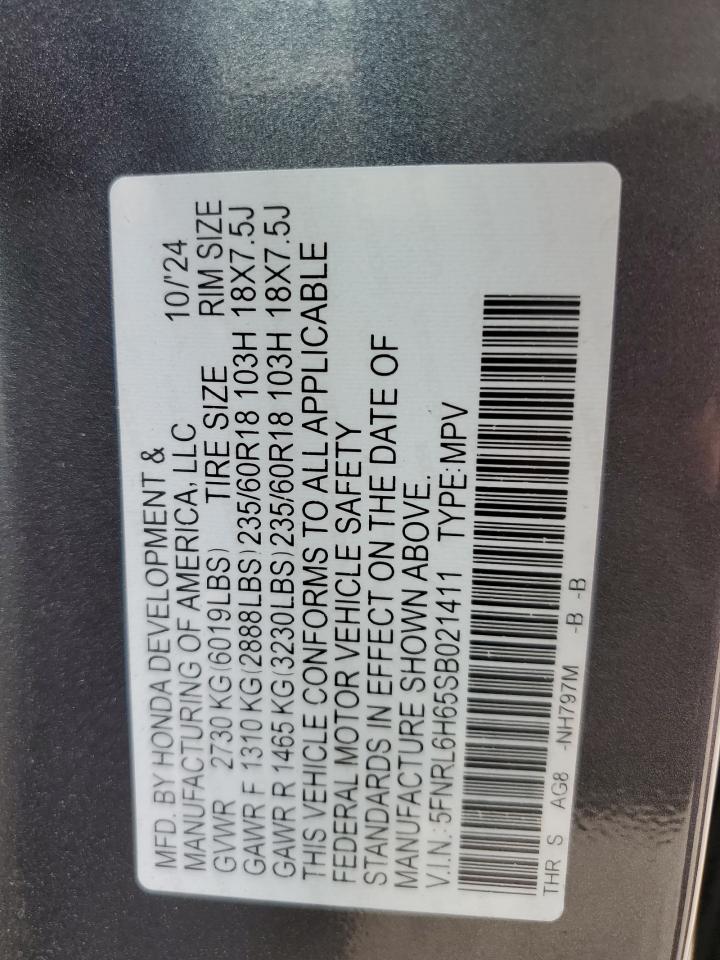 MFD. BY HONDA DEVELOPMENT &
MANUFACTURING OF AMERICA, LLC 10/'24
GVWR 2730 KG (6019LBS) TIRE SIZE RIM SIZE
GAWR F 1310 KG (2888LBS) 235/60R18 103H 18X7.5J
GAWR R 1465 KG (3230LBS) 235/60R18 103H 18X7.5J
THIS VEHICLE CONFORMS TO ALL APPLICABLE
FEDERAL MOTOR VEHICLE SAFETY
STANDARDS IN EFFECT ON THE DATE OF
MANUFACTURE SHOWN ABOVE.
V.I.N.: 5FNRL6H65SB021411 TYPE: MPV
THR S AG8 -NH797M -B -B